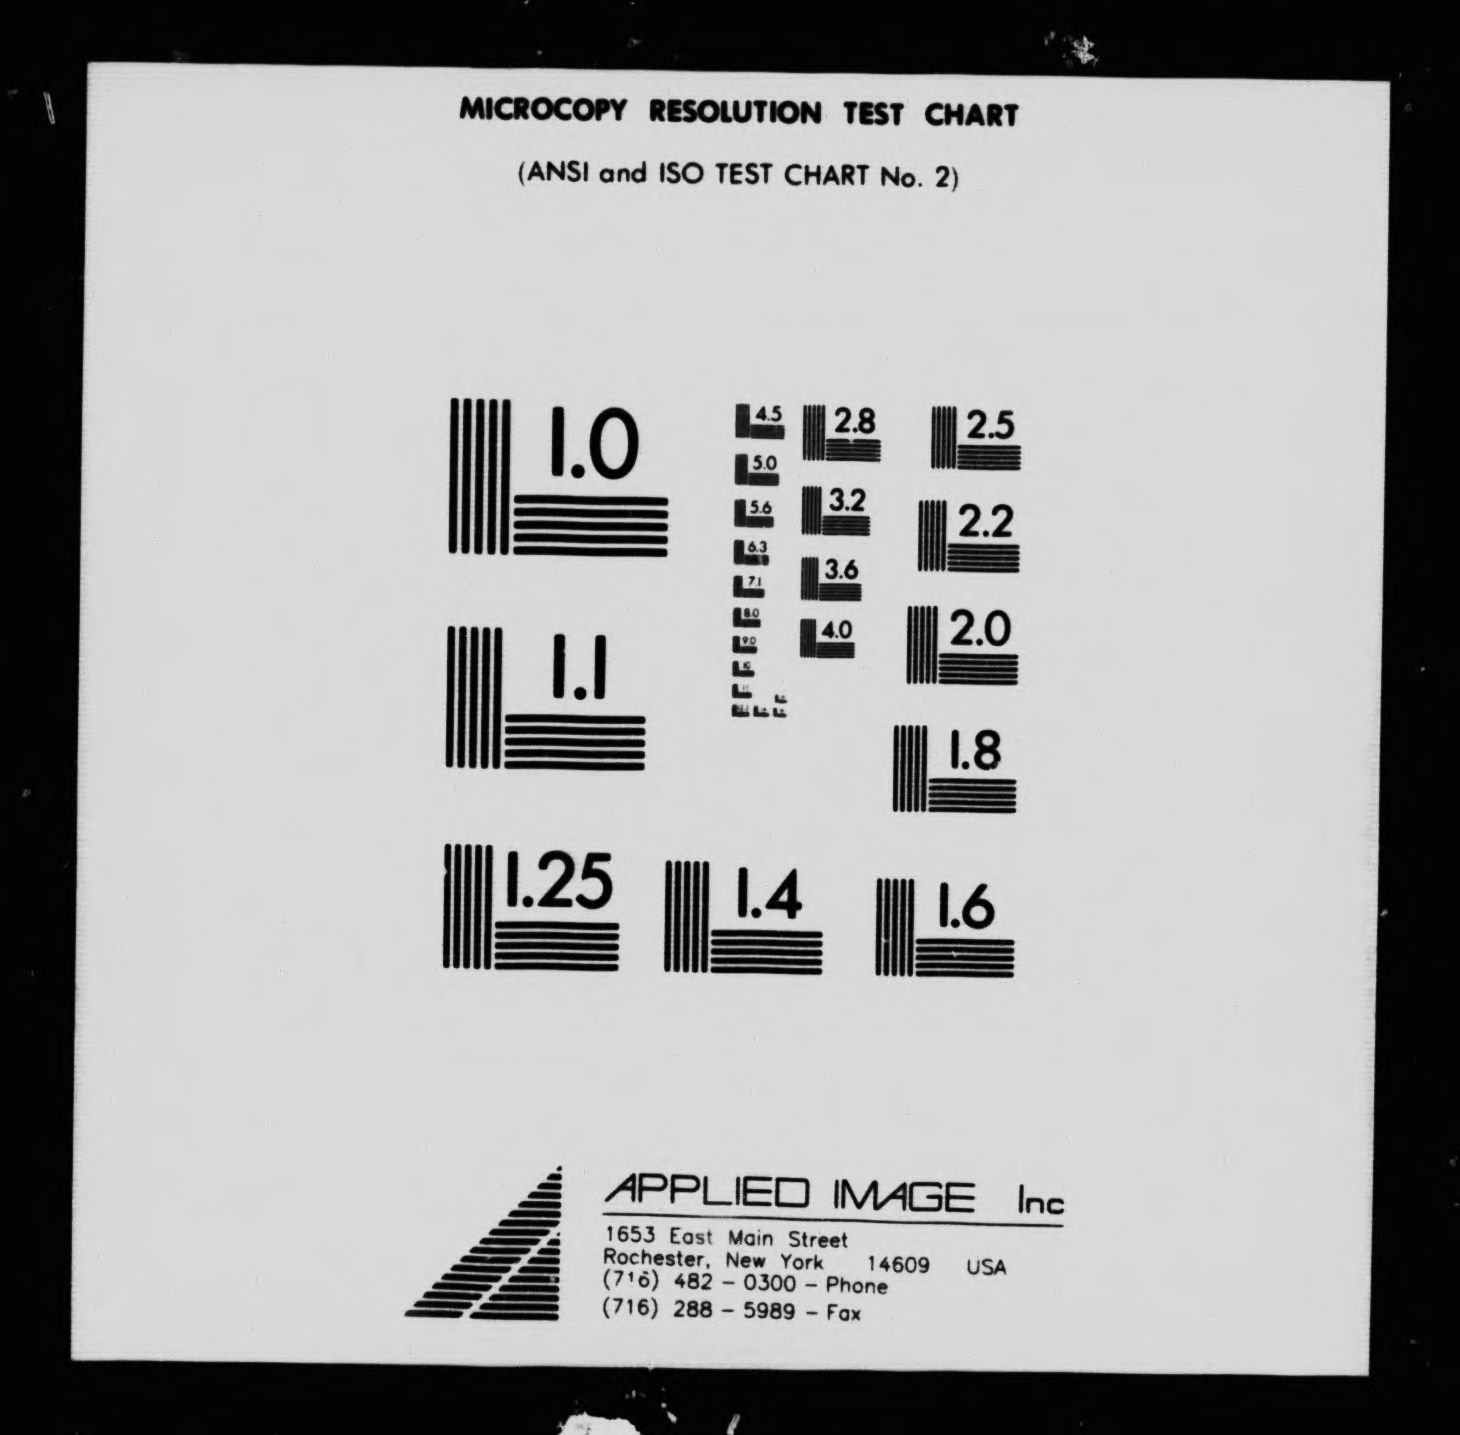 MICROCOPY RESOLUTION TEST CHART
(ANSI and ISO TEST CHART No. 2)
1.0
4.5 2.8 2.5
5.0
5.6 3.2 2.2
6.3
7.1 3.6
8.0
4.0 2.0
9.0
10
1.1
11
1.8
1.25 1.4 1.6
APPLIED IMAGE Inc
1653 East Main Street
Rochester, New York 14609 USA
(716) 482 - 0300 - Phone
(716) 288 - 5989 - Fax